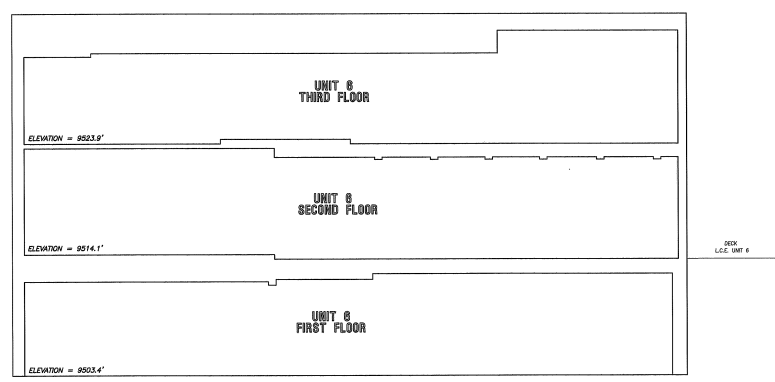 UNIT 6
THIRD FLOOR
ELEVATION = 9523.9'
UNIT 6
SECOND FLOOR
ELEVATION = 9514.1'
DECK
L.C.E. UNIT 6
UNIT 6
FIRST FLOOR
ELEVATION = 9503.4'